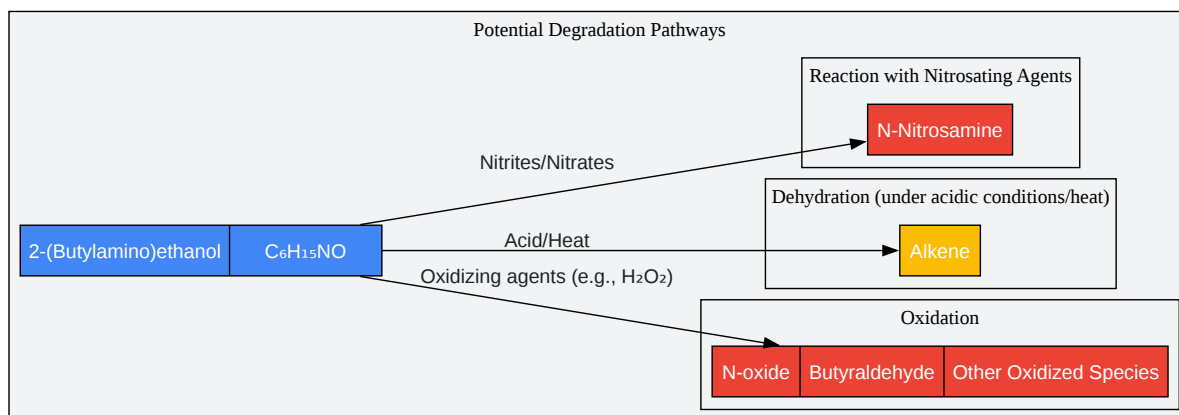 Potential Degradation Pathways
Reaction with Nitrosating Agents
N-Nitrosamine
Nitrites/Nitrates
Dehydration (under acidic conditions/heat)
2-(Butylamino)ethanol C₆H₁₅NO
Acid/Heat
Alkene
Oxidizing agents (e.g., H₂O₂)
Oxidation
N-oxide Butyraldehyde Other Oxidized Species